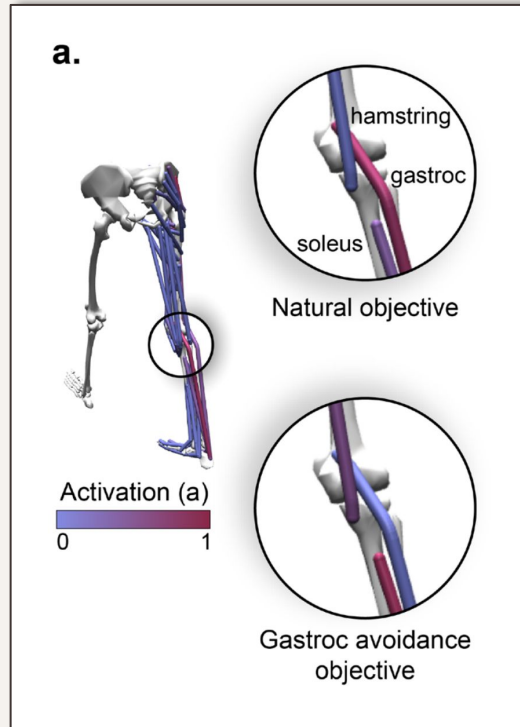 a.
hamstring
gastroc
soleus
Natural objective
Activation (a)
0 1
Gastroc avoidance
objective